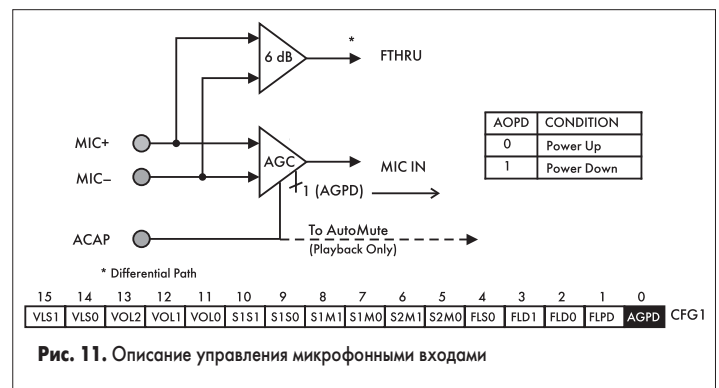 *
6 dB
FTHRU
MIC+
MIC–
AGC
MIC IN
1 (AGPD)
ACAP
To AutoMute
(Playback Only)
AOPD CONDITION
0 Power Up
1 Power Down
* Differential Path
15 14 13 12 11 10 9 8 7 6 5 4 3 2 1 0
VLS1 VLS0 VOL2 VOL1 VOL0 S1S1 S1S0 S1M1 S1M0 S2M1 S2M0 FLS0 FLD1 FLD0 FLPD AGPD CFG1
Рис. 11. Описание управления микрофонными входами